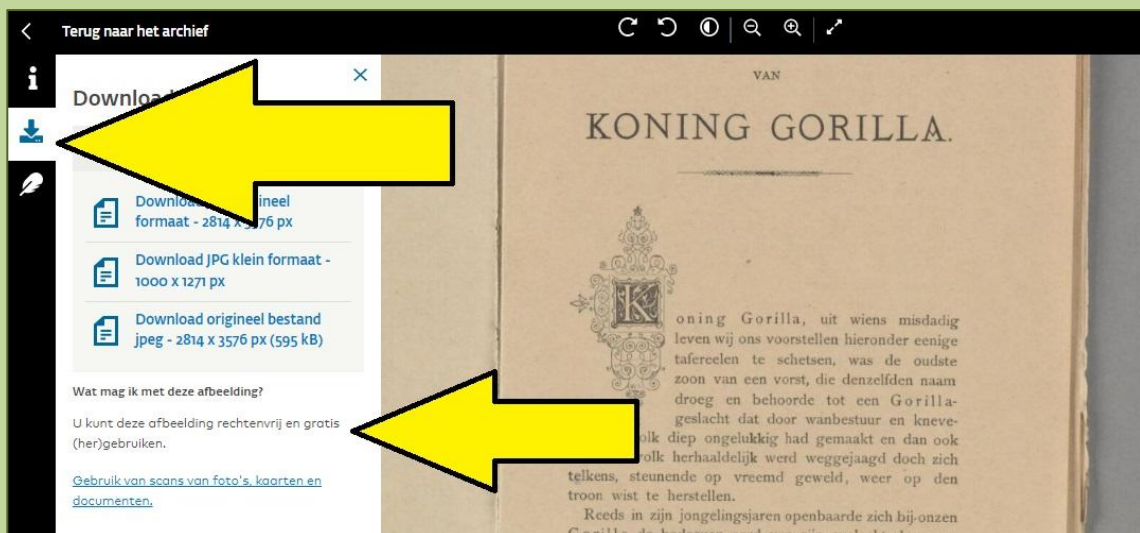 Terug naar het archief
Downloa
Downloa ineel
formaat - 2814 x 3576 px
Download JPG klein formaat -
1000 x 1271 px
Download origineel bestand
jpeg - 2814 x 3576 px (595 kB)
Wat mag ik met deze afbeelding?
U kunt deze afbeelding rechtenvrij en gratis
(her)gebruiken.
Gebruik van scans van foto's, kaarten en
documenten.
VAN
KONING GORILLA.
Koning Gorilla, uit wiens misdadig
leven wij ons voorstellen hieronder eenige
tafereelen te schetsen, was de oudste
zoon van een vorst, die denzelfden naam
droeg en behoorde tot een Gorilla-
geslacht dat door wanbestuur en kneve-
olk diep ongelukkig had gemaakt en dan ook
volk herhaaldelijk werd weggejaagd doch zich
telkens, steunende op vreemd geweld, weer op den
troon wist te herstellen.
Reeds in zijn jongelingsjaren openbaarde zich bij onzen